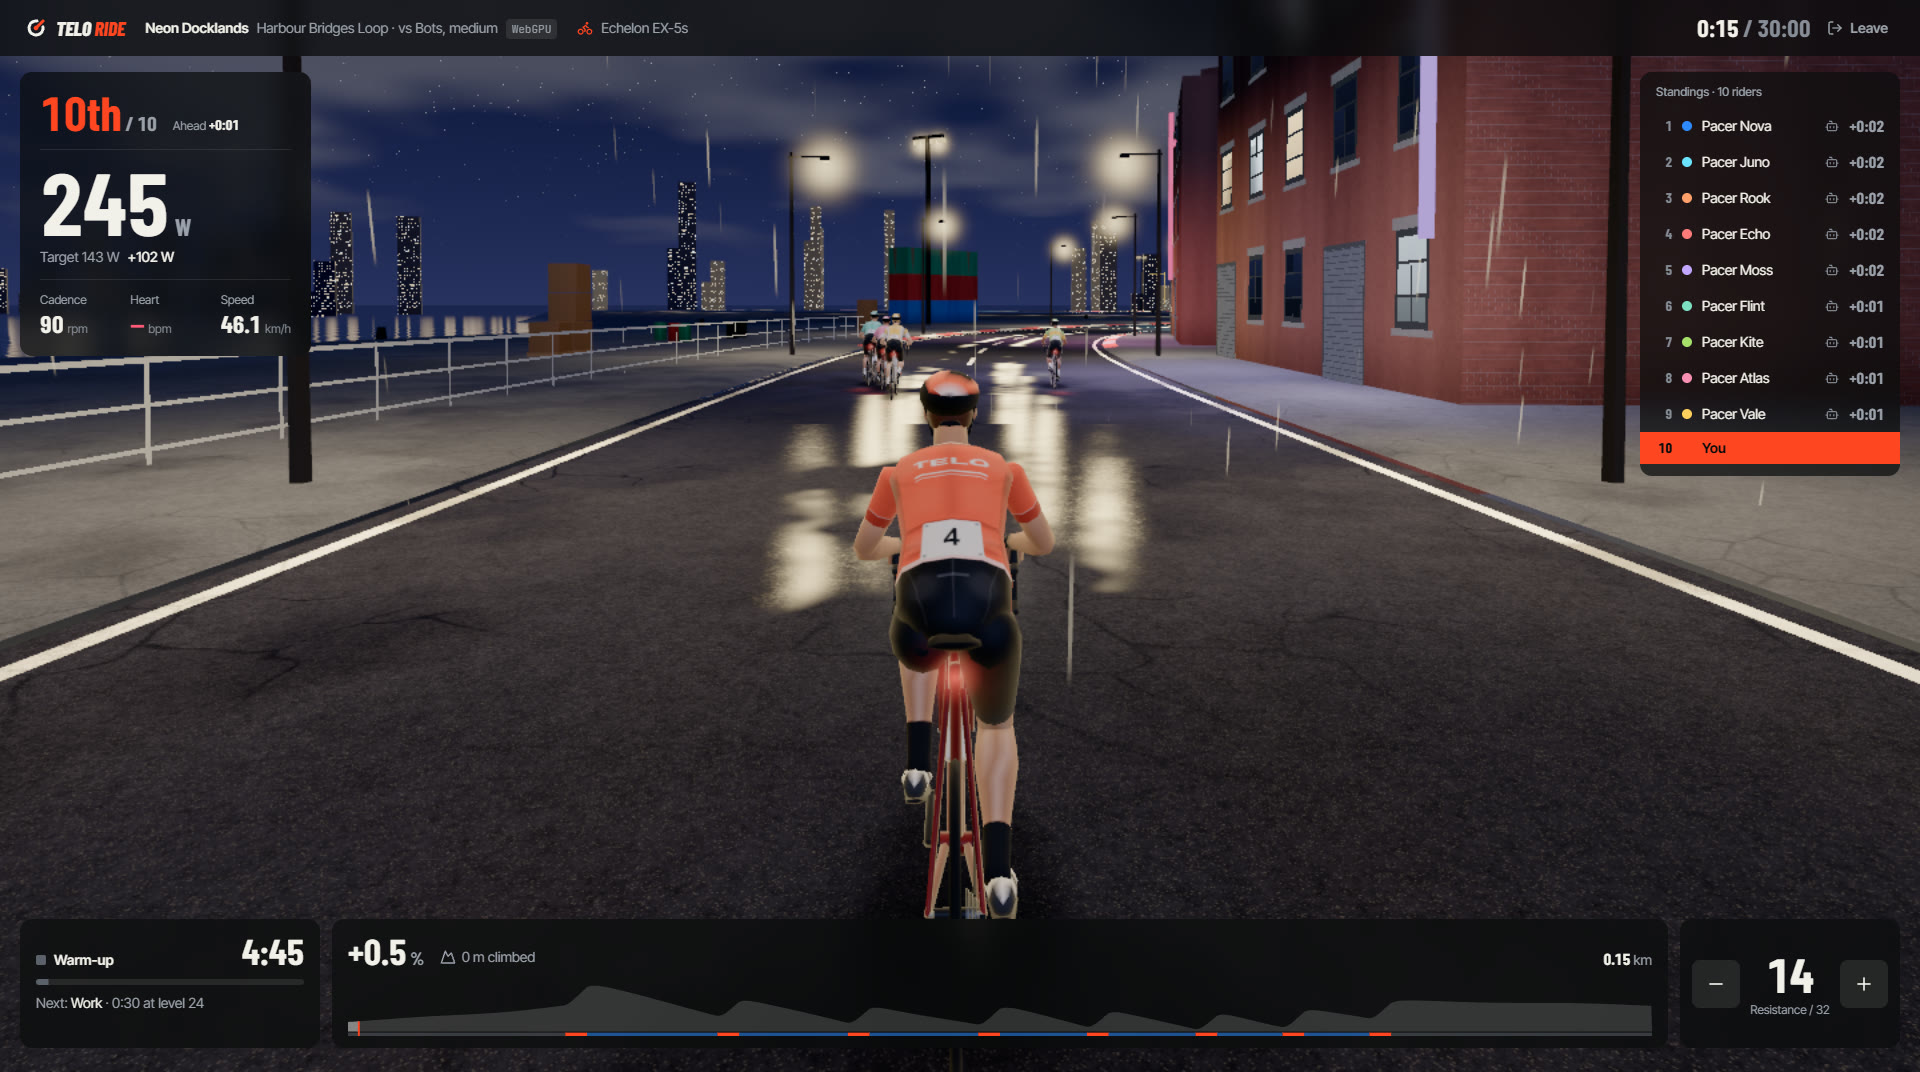 TELO RIDE Neon Docklands Harbour Bridges Loop · vs Bots, medium WebGPU Echelon EX-5s 0:15 / 30:00 Leave
10th / 10 Ahead +0:01
245 W
Target 143 W +102 W
Cadence Heart Speed
90 rpm – bpm 46.1 km/h
Standings · 10 riders
1 Pacer Nova +0:02
2 Pacer Juno +0:02
3 Pacer Rook +0:02
4 Pacer Echo +0:02
5 Pacer Moss +0:02
6 Pacer Flint +0:01
7 Pacer Kite +0:01
8 Pacer Atlas +0:01
9 Pacer Vale +0:01
10 You
TELO
4
Warm-up 4:45
Next: Work · 0:30 at level 24
+0.5 % 0 m climbed 0.15 km
− 14 +
Resistance / 32